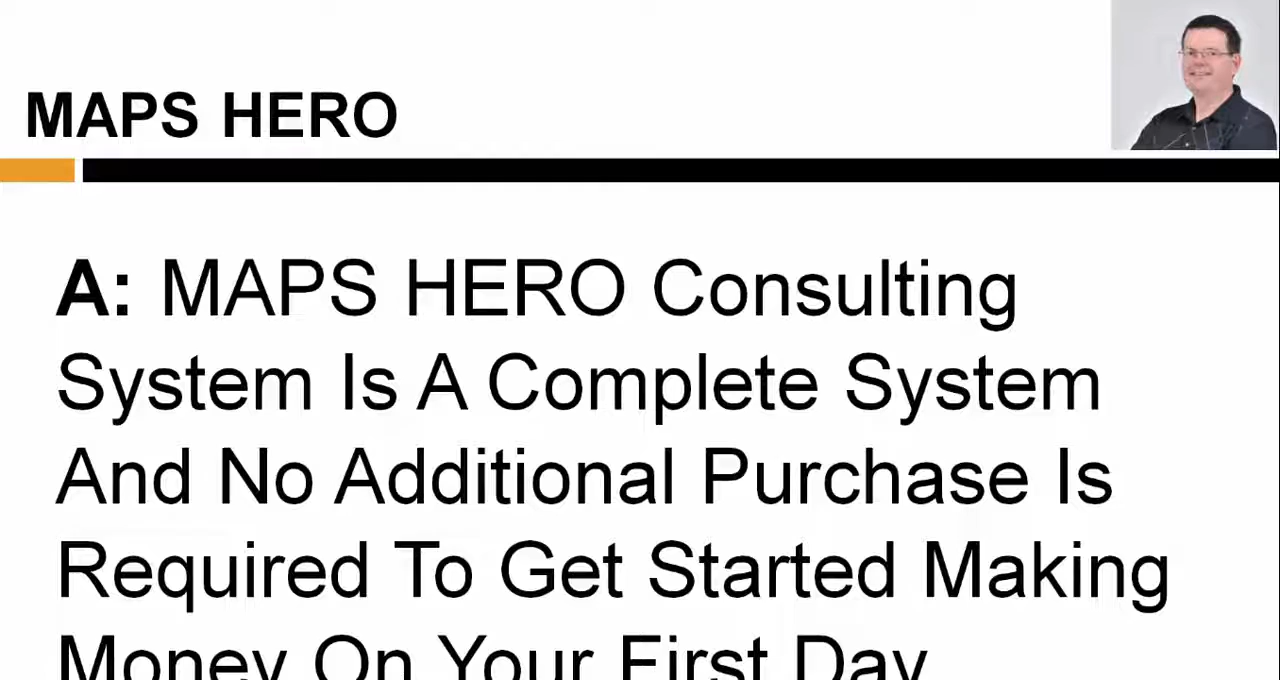 MAPS HERO
A: MAPS HERO Consulting
System Is A Complete System
And No Additional Purchase Is
Required To Get Started Making
Money On Your First Day